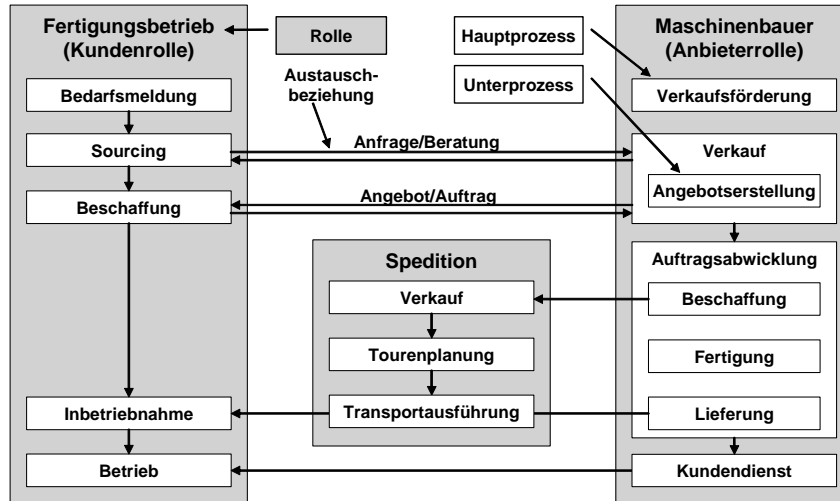 Fertigungsbetrieb
(Kundenrolle)
Rolle
Hauptprozess
Maschinenbauer
(Anbieterrolle)
Austausch-
beziehung
Unterprozess
Bedarfsmeldung
Verkaufsförderung
Sourcing
Anfrage/Beratung
Verkauf
Angebotserstellung
Beschaffung
Angebot/Auftrag
Spedition
Auftragsabwicklung
Verkauf
Beschaffung
Tourenplanung
Fertigung
Inbetriebnahme
Transportausführung
Lieferung
Betrieb
Kundendienst